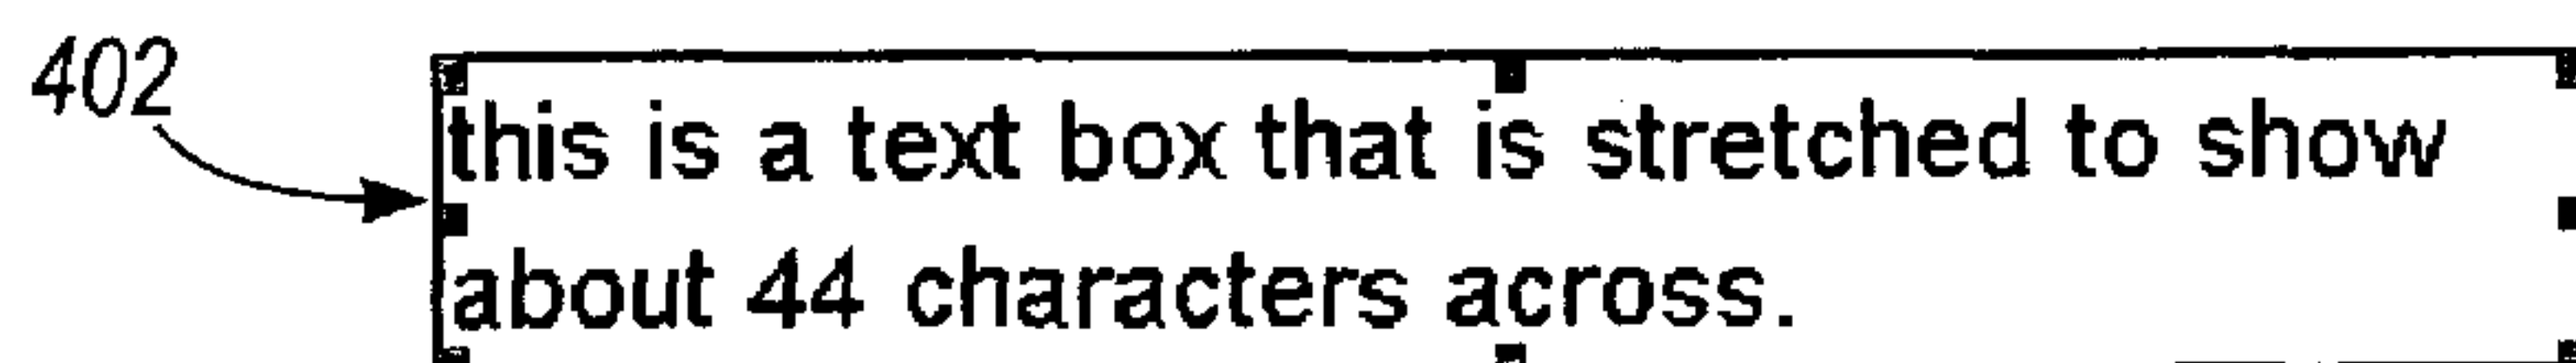 402
this is a text box that is stretched to show
about 44 characters across.